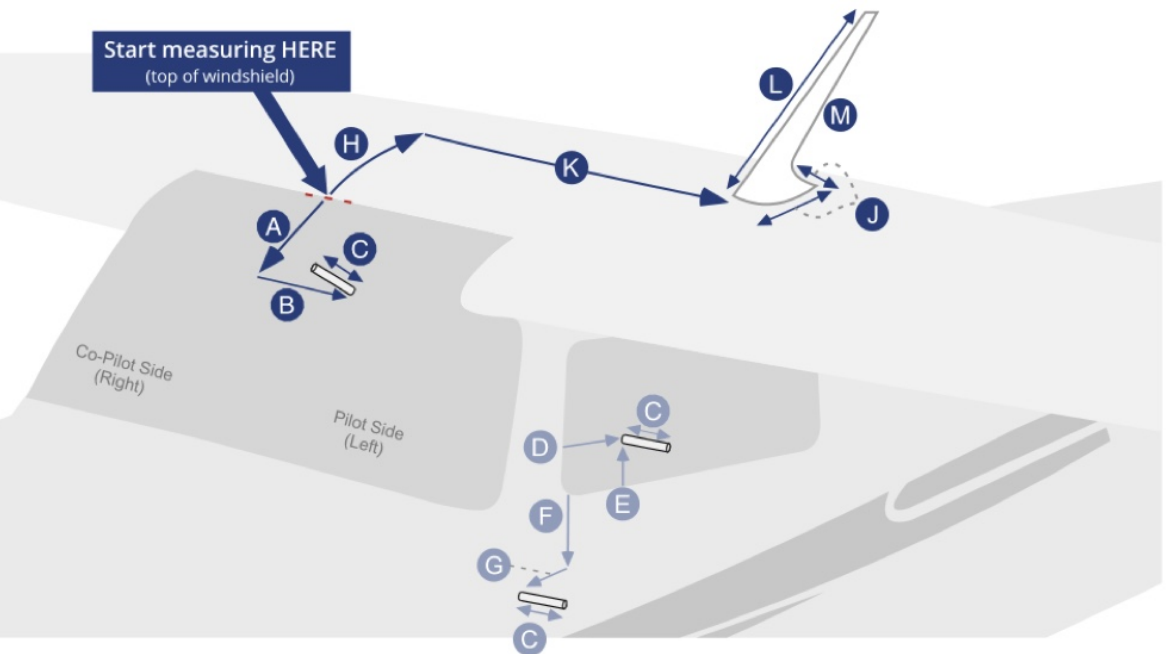 Start measuring HERE
(top of windshield)
H
L
M
K
J
A
C
B
Co-Pilot Side
(Right)
Pilot Side
(Left)
C
D
E
F
G
C